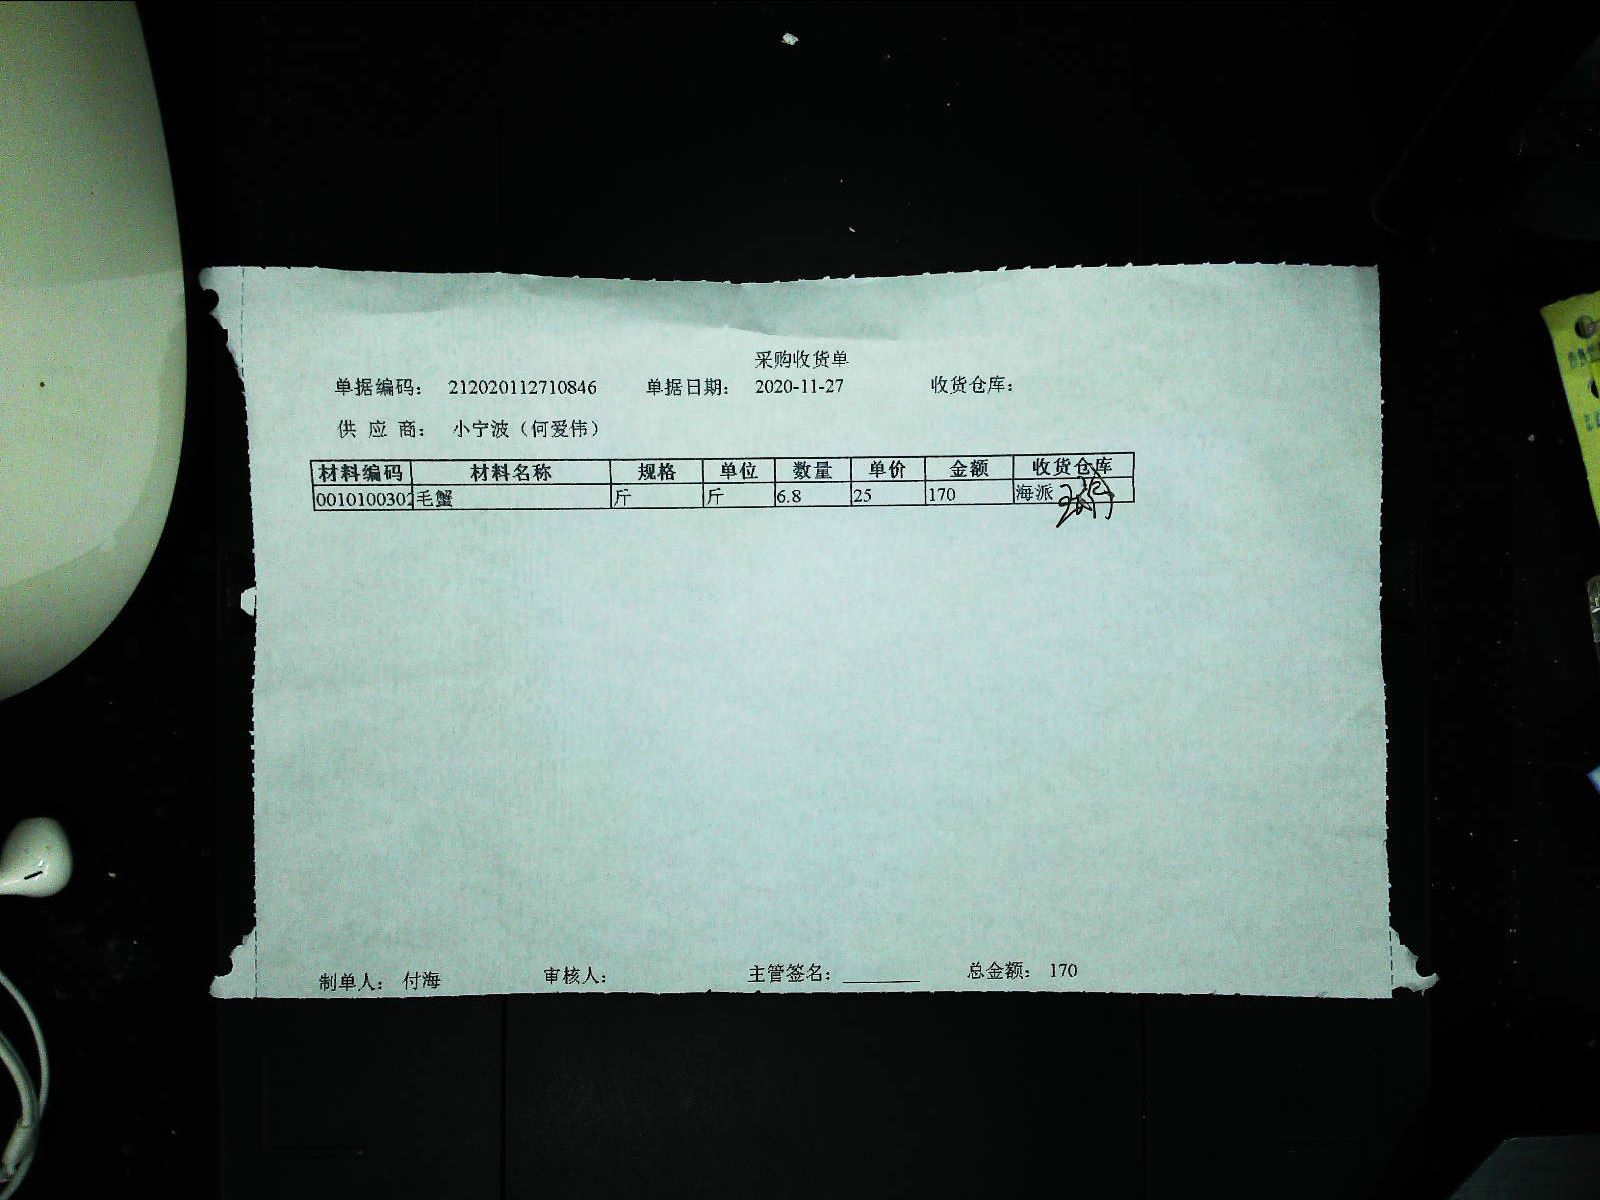 采购收货单
单据编码： 212020112710846 单据日期： 2020-11-27 收货仓库：
供 应 商： 小宁波（何爱伟）
材料编码 材料名称 规格 单位 数量 单价 金额 收货仓库
0010100302 毛蟹 斤 斤 6.8 25 170 海派
制单人： 付海 审核人： 主管签名： ________ 总金额： 170